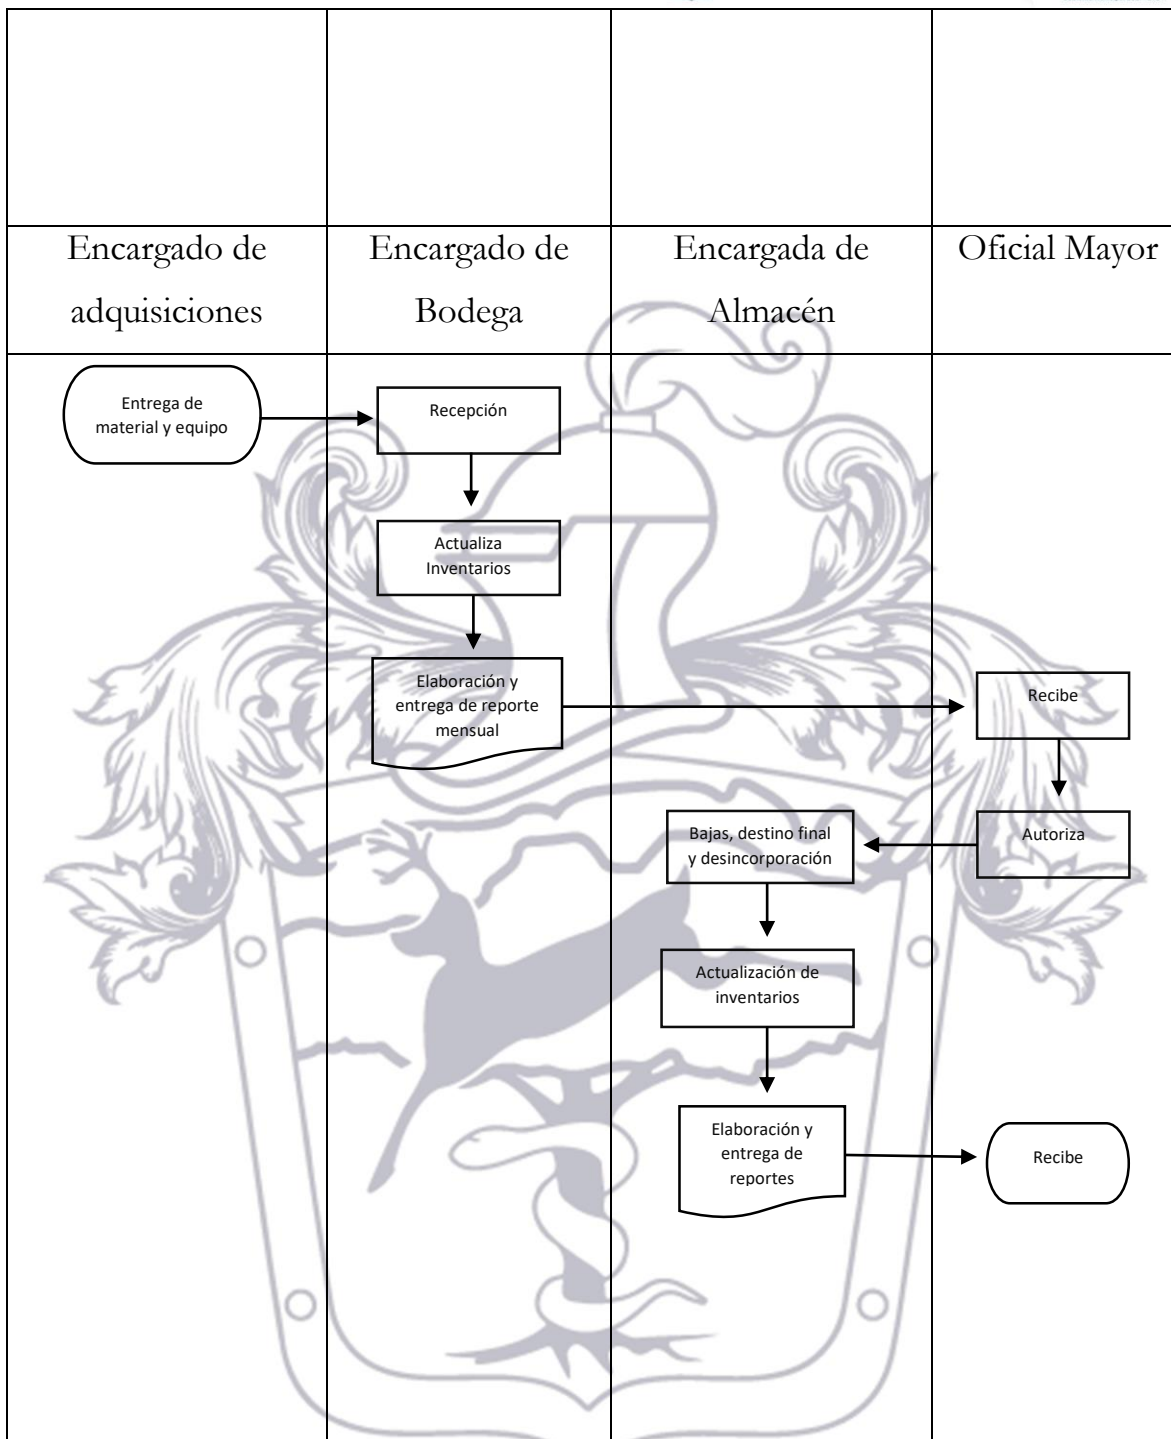 Encargado de
adquisiciones
Encargado de
Bodega
Encargada de
Almacén
Oficial Mayor
Entrega de
material y equipo
Recepción
Actualiza
Inventarios
Elaboración y
entrega de reporte
mensual
Recibe
Autoriza
Bajas, destino final
y desincorporación
Actualización de
inventarios
Elaboración y
entrega de
reportes
Recibe